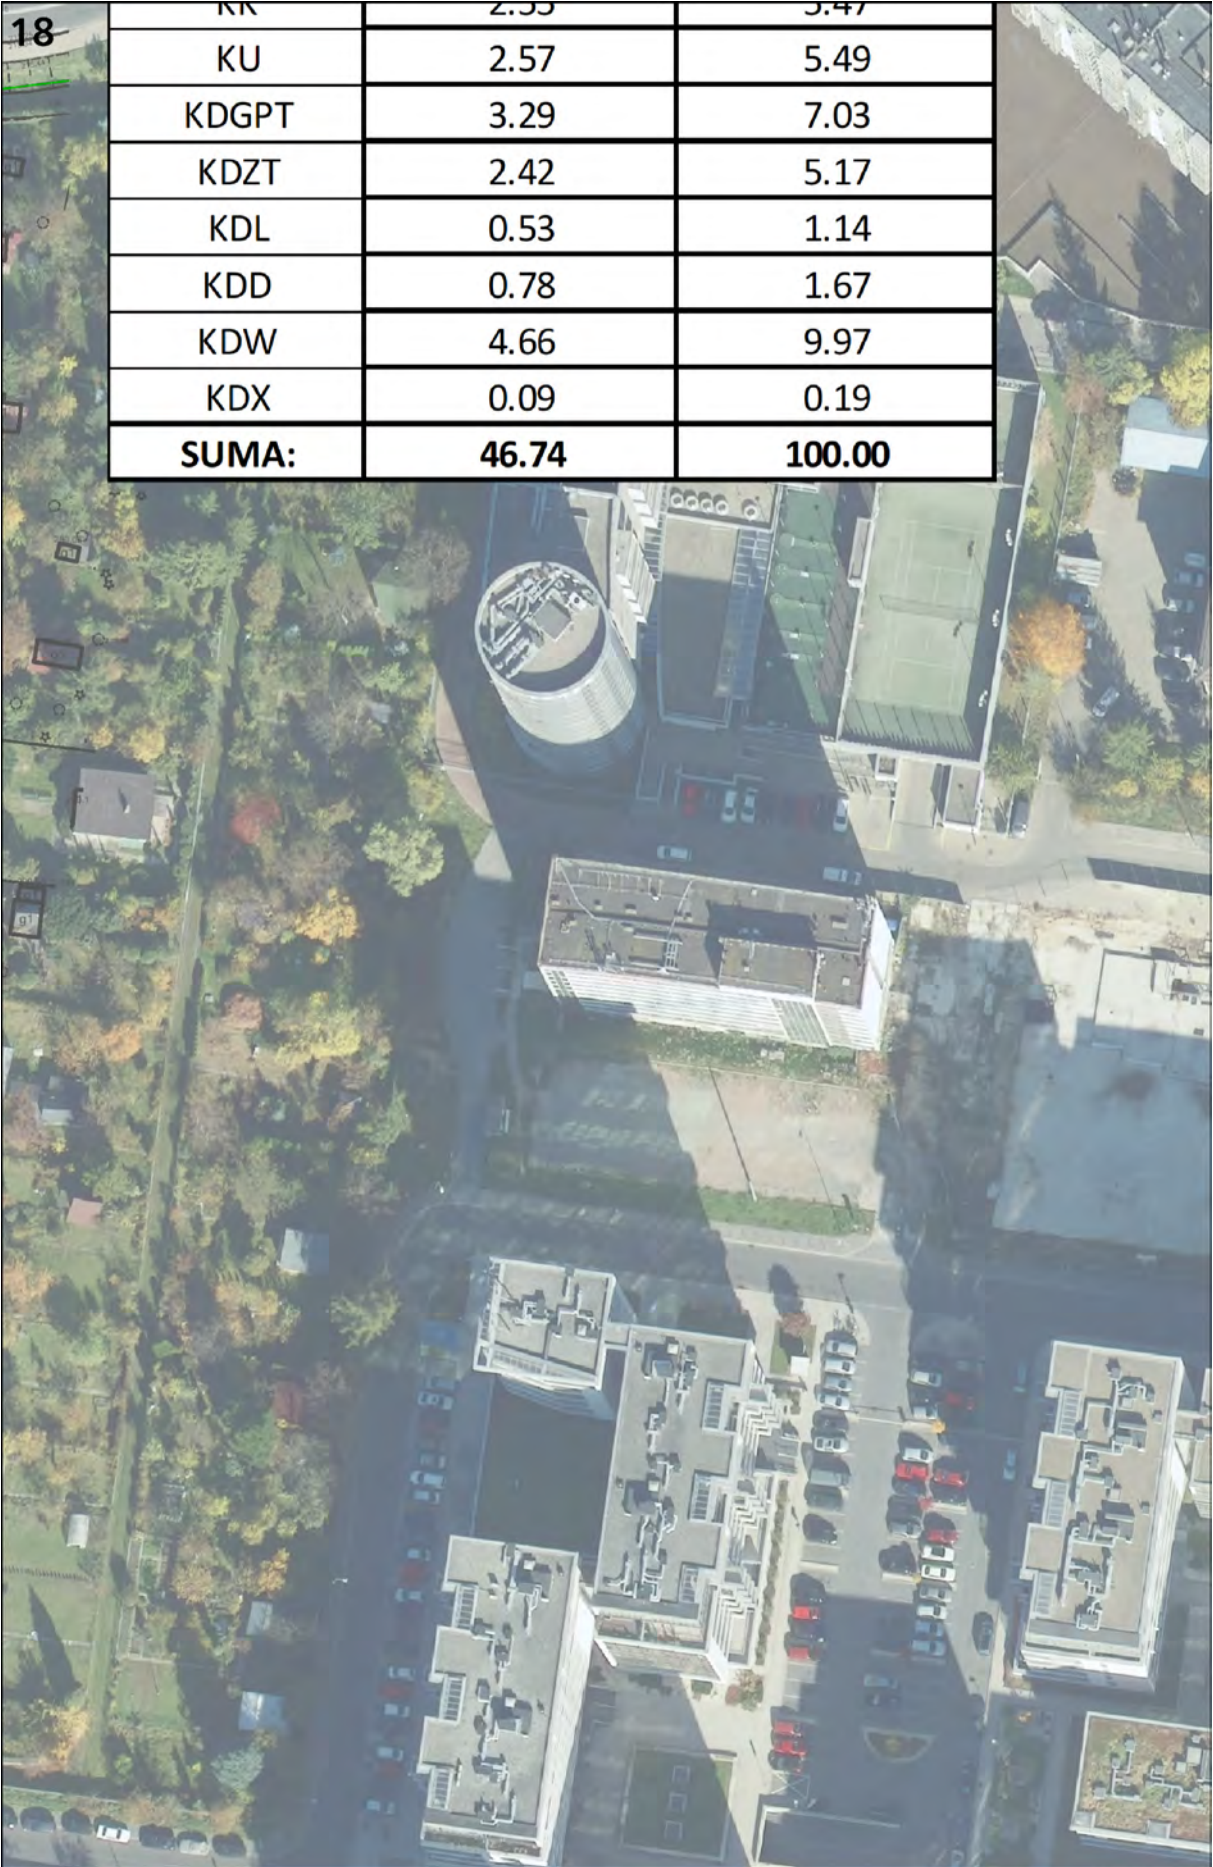 18
KU 2.57 5.49
KDGPT 3.29 7.03
KDZT 2.42 5.17
KDL 0.53 1.14
KDD 0.78 1.67
KDW 4.66 9.97
KDX 0.09 0.19
SUMA: 46.74 100.00
g1